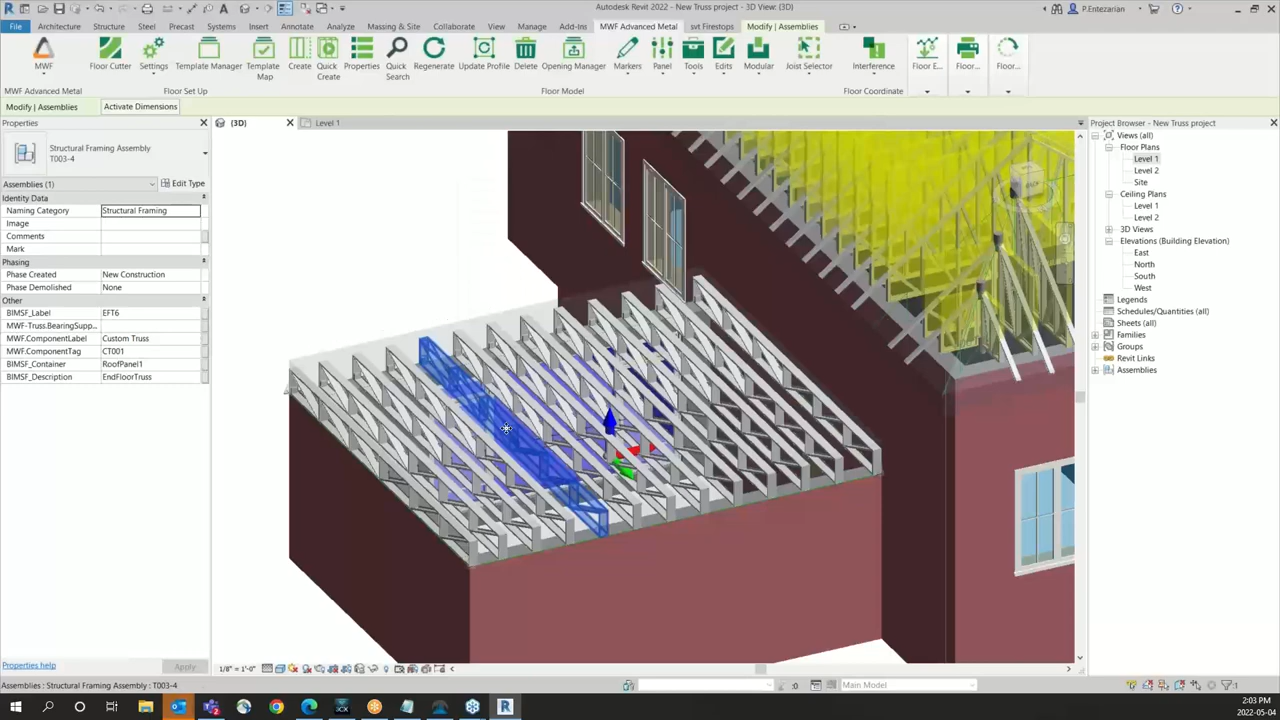 Autodesk Revit 2022 - New Truss project - 3D View: {3D}
P.Entezarian
File Architecture Structure Steel Precast Systems Insert Annotate Analyze Massing & Site Collaborate View Manage Add-Ins MWF Advanced Metal svt Firestops Modify | Assemblies
MWF Floor Cutter Settings Template Manager Template Map Create Quick Create Properties Quick Search Regenerate Update Profile Delete Opening Manager Markers Panel Tools Edits Modular Joist Selector Interference Floor E... Floor... Floor...
MWF Advanced Metal Floor Set Up Floor Model Floor Coordinate
Modify | Assemblies Activate Dimensions
Properties
{3D}
Level 1
Project Browser - New Truss project
Structural Framing Assembly
T003-4
Assemblies (1)
Edit Type
Identity Data
Naming Category Structural Framing
Image
Comments
Mark
Phasing
Phase Created New Construction
Phase Demolished None
Other
BIMSF_Label EFT6
MWF-Truss.BearingSupp...
MWF.ComponentLabel Custom Truss
MWF.ComponentTag CT001
BIMSF_Container RoofPanel1
BIMSF_Description EndFloorTruss
Properties help
Apply
Views (all)
Floor Plans
Level 1
Level 2
Site
Ceiling Plans
Level 1
Level 2
3D Views
Elevations (Building Elevation)
East
North
South
West
Legends
Schedules/Quantities (all)
Sheets (all)
Families
Groups
Revit Links
Assemblies
BACK
1/8" = 1'-0"
Assemblies : Structural Framing Assembly : T003-4
:0
Main Model
:1
2:03 PM
2022-05-04